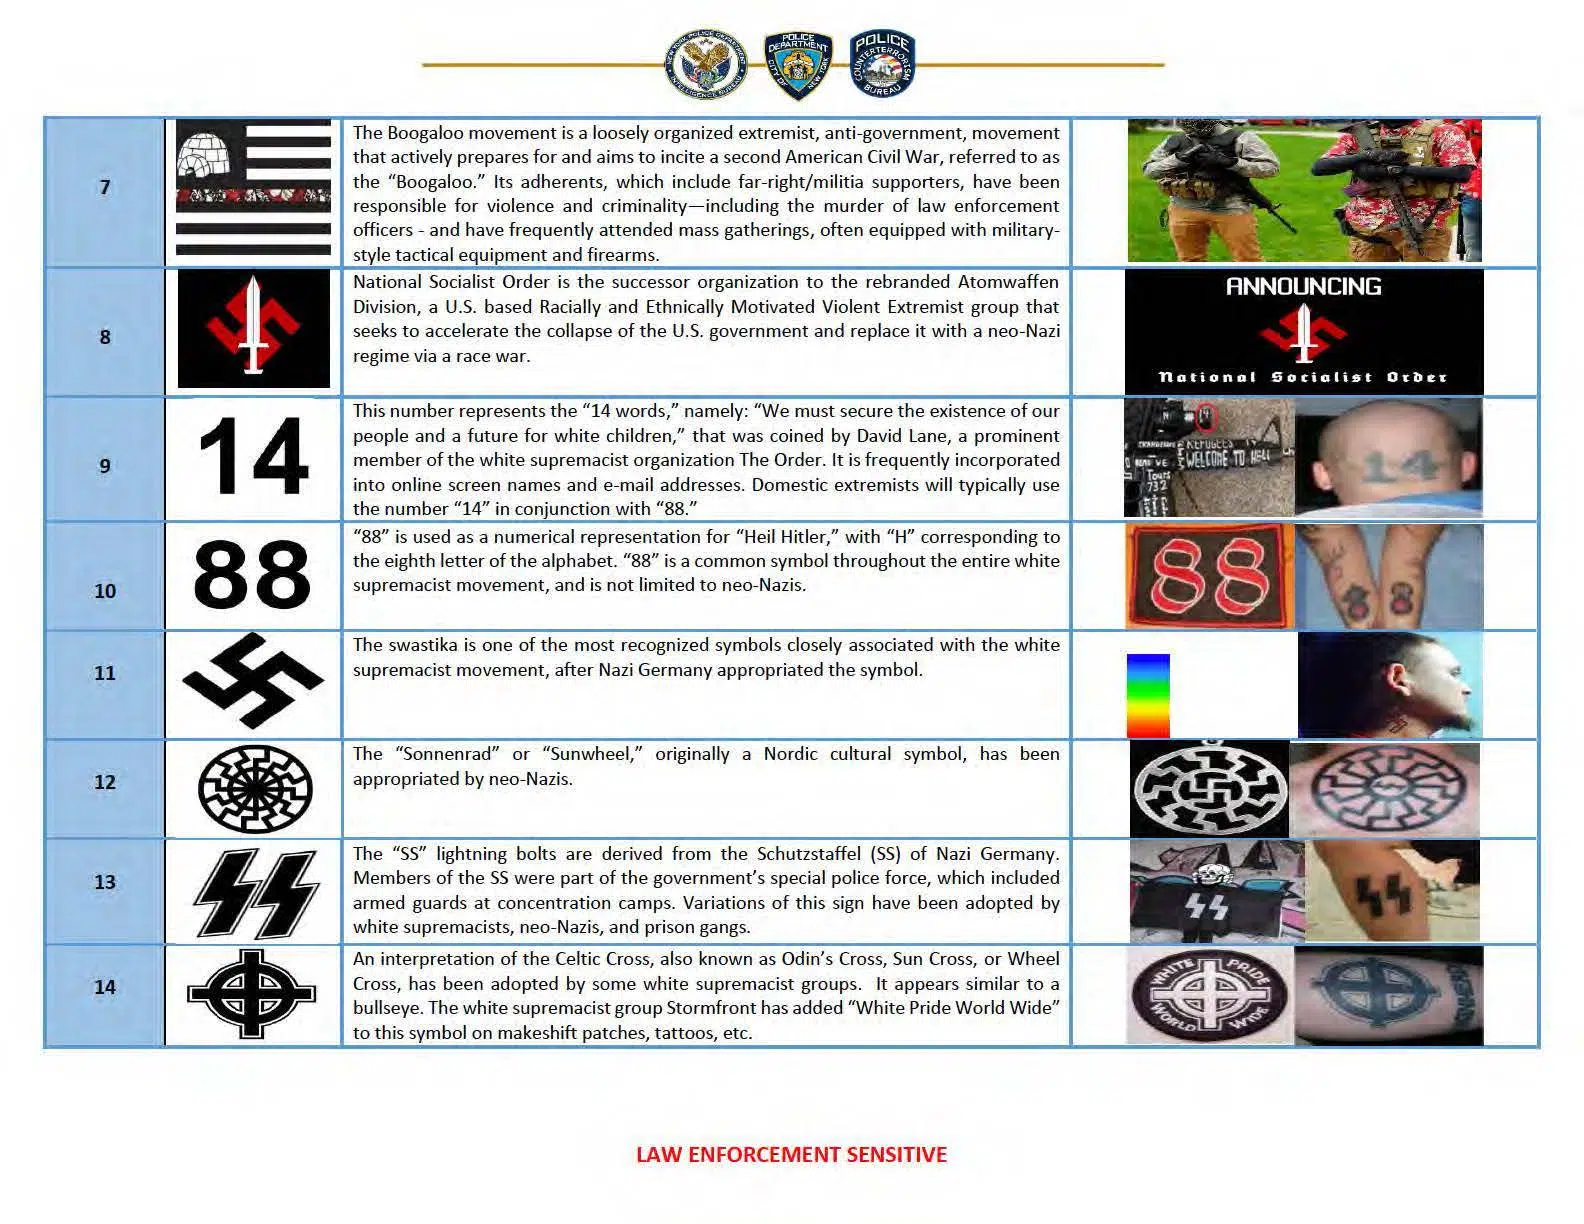 NEW YORK POLICE DEPARTMENT
INTELLIGENCE BUREAU
POLICE
DEPARTMENT
CITY OF NEW YORK
POLICE
COUNTERTERRORISM
BUREAU
7
The Boogaloo movement is a loosely organized extremist, anti-government, movement
that actively prepares for and aims to incite a second American Civil War, referred to as
the “Boogaloo.” Its adherents, which include far-right/militia supporters, have been
responsible for violence and criminality—including the murder of law enforcement
officers - and have frequently attended mass gatherings, often equipped with military-
style tactical equipment and firearms.
8
National Socialist Order is the successor organization to the rebranded Atomwaffen
Division, a U.S. based Racially and Ethnically Motivated Violent Extremist group that
seeks to accelerate the collapse of the U.S. government and replace it with a neo-Nazi
regime via a race war.
ANNOUNCING
National Socialist Order
9
14
This number represents the “14 words,” namely: “We must secure the existence of our
people and a future for white children,” that was coined by David Lane, a prominent
member of the white supremacist organization The Order. It is frequently incorporated
into online screen names and e-mail addresses. Domestic extremists will typically use
the number “14” in conjunction with “88.”
14
REFUGEES
WELCOME TO HELL
Tours
732
14
10
88
“88” is used as a numerical representation for “Heil Hitler,” with “H” corresponding to
the eighth letter of the alphabet. “88” is a common symbol throughout the entire white
supremacist movement, and is not limited to neo-Nazis.
88
8 8
11
The swastika is one of the most recognized symbols closely associated with the white
supremacist movement, after Nazi Germany appropriated the symbol.
12
The “Sonnenrad” or “Sunwheel,” originally a Nordic cultural symbol, has been
appropriated by neo-Nazis.
13
The “SS” lightning bolts are derived from the Schutzstaffel (SS) of Nazi Germany.
Members of the SS were part of the government’s special police force, which included
armed guards at concentration camps. Variations of this sign have been adopted by
white supremacists, neo-Nazis, and prison gangs.
14
An interpretation of the Celtic Cross, also known as Odin’s Cross, Sun Cross, or Wheel
Cross, has been adopted by some white supremacist groups. It appears similar to a
bullseye. The white supremacist group Stormfront has added “White Pride World Wide”
to this symbol on makeshift patches, tattoos, etc.
WHITE PRIDE
WORLD WIDE
LAW ENFORCEMENT SENSITIVE